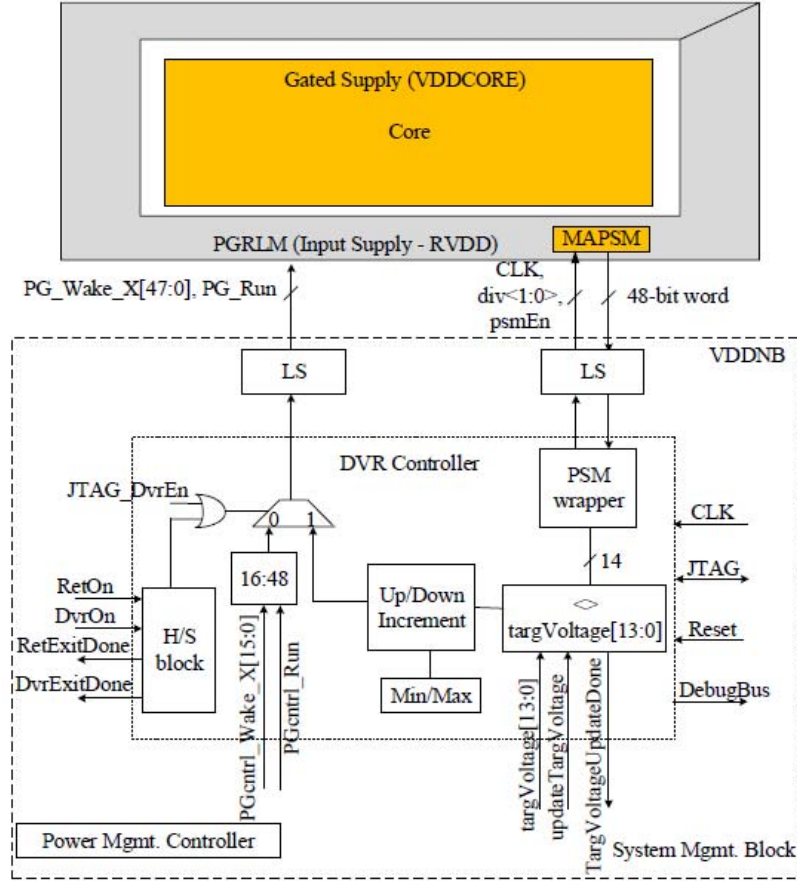 Gated Supply (VDDCORE)
Core
PGRLM (Input Supply - RVDD)
MAPSM
PG_Wake_X[47:0], PG_Run
CLK,
div<1:0>,
psmEn
48-bit word
VDDNB
LS
LS
DVR Controller
JTAG_DvrEn
PSM
wrapper
0 1
CLK
14
16:48
JTAG
RetOn
Up/Down
Increment
<>
targVoltage[13:0]
DvrOn
H/S
block
Reset
RetExitDone
DvrExitDone
Min/Max
DebugBus
PGcntrl_Wake_X[15:0]
PGcntrl_Run
targVoltage[13:0]
updateTargVoltage
TargVoltageUpdateDone
Power Mgmt. Controller
System Mgmt. Block